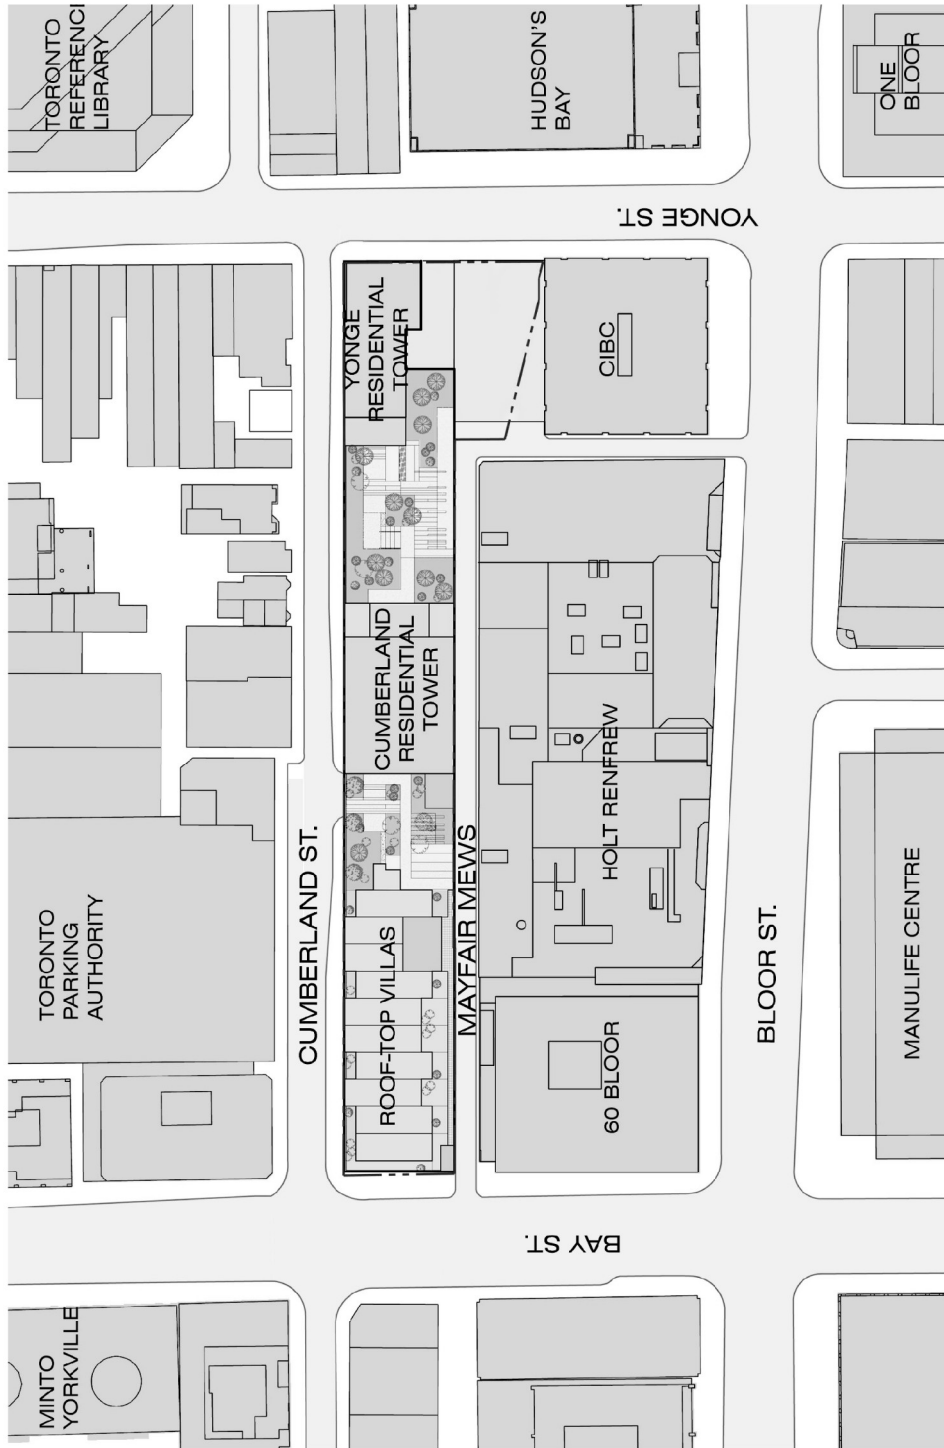 TORONTO
REFERENC
LIBRARY
HUDSON'S
BAY
ONE
BLOOR
YONGE ST.
YONGE
RESIDENTIAL
TOWER
CIBC
CUMBERLAND
RESIDENTIAL
TOWER
HOLT RENFREW
TORONTO
PARKING
AUTHORITY
CUMBERLAND ST.
ROOF-TOP VILLAS
MAYFAIR MEWS
60 BLOOR
BLOOR ST.
MANULIFE CENTRE
BAY ST.
MINTO
YORKVILLE